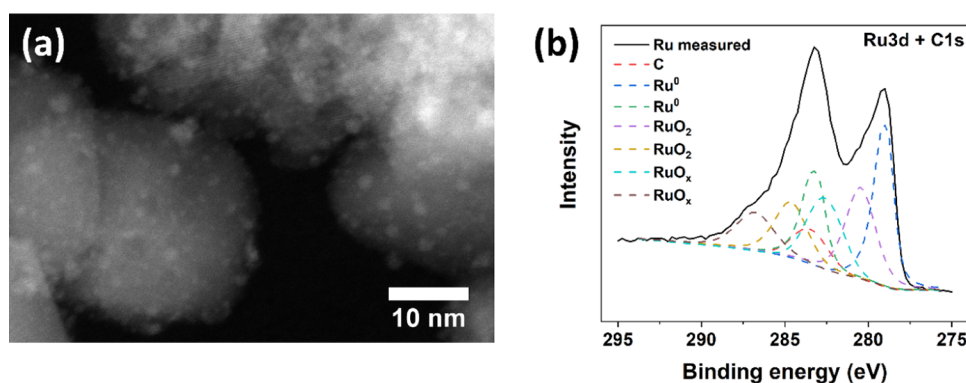 (a)
10 nm
(b)
Ru3d + C1s
Ru measured
C
Ru⁰
Ru⁰
RuO₂
RuO₂
RuOₓ
RuOₓ
Intensity
295 290 285 280 275
Binding energy (eV)